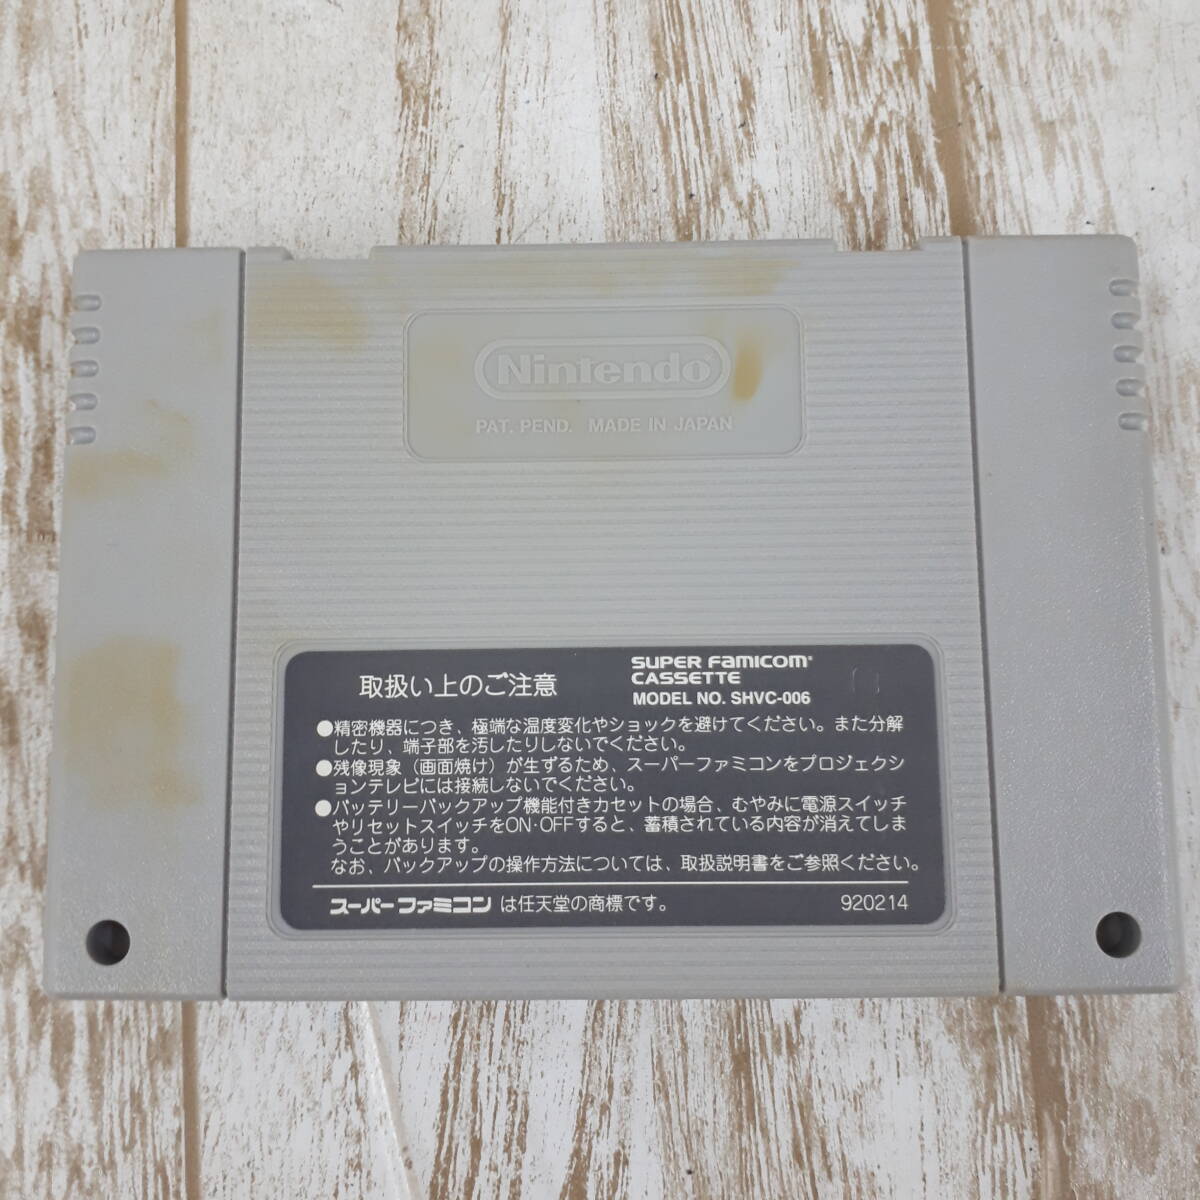 Nintendo
PAT. PEND. MADE IN JAPAN
取扱い上のご注意
SUPER FAMICOM
CASSETTE
MODEL NO. SHVC-006
●精密機器につき、極端な温度変化やショックを避けてください。また分解
したり、端子部を汚したりしないでください。
●残像現象（画面焼け）が生ずるため、スーパーファミコンをプロジェクシ
ョンテレビには接続しないでください。
●バッテリーバックアップ機能付きカセットの場合、むやみに電源スイッチ
やリセットスイッチをON·OFFすると、蓄積されている内容が消えてしま
うことがあります。
なお、バックアップの操作方法については、取扱説明書をご参照ください。
スーパーファミコン は任天堂の商標です。
920214